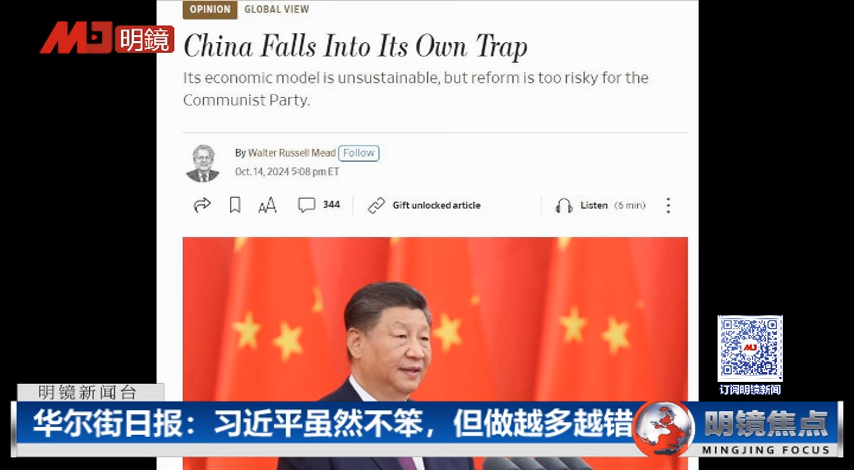 OPINION GLOBAL VIEW
明鏡
China Falls Into Its Own Trap
Its economic model is unsustainable, but reform is too risky for the
Communist Party.
By Walter Russell Mead Follow
Oct. 14, 2024 5:08 pm ET
AA 344 Gift unlocked article Listen (6 min)
订阅明镜新闻
明镜新闻台
华尔街日报：习近平虽然不笨，但做越多越错
明镜焦点
MINGJING FOCUS